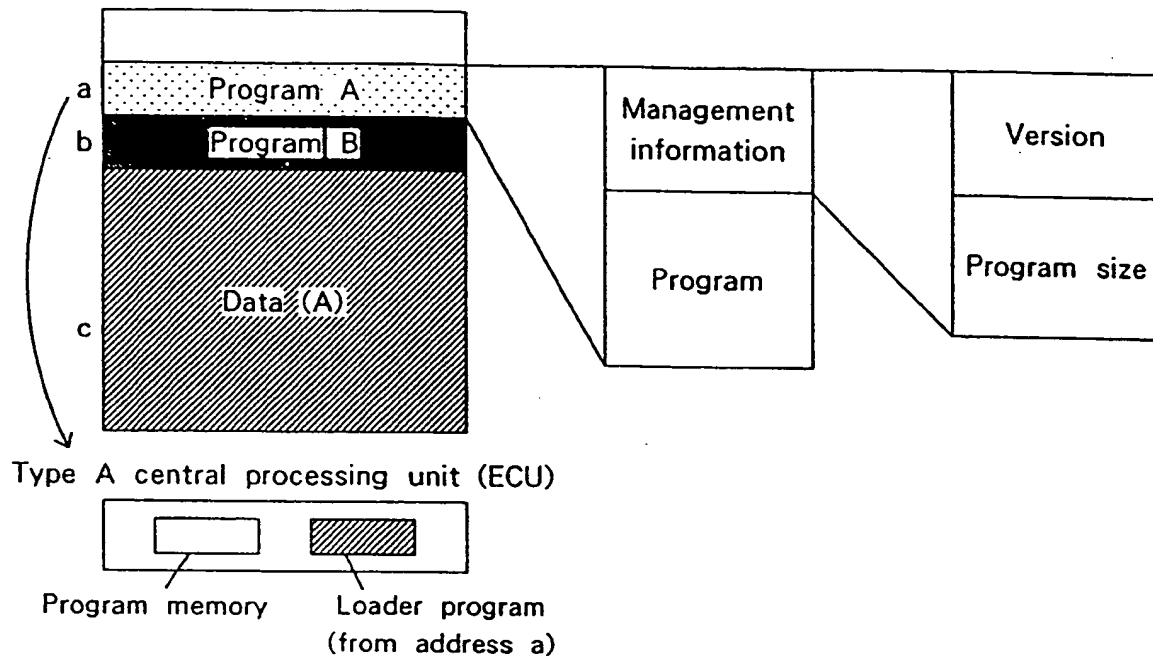 a
Program A
b
Program B
c
Data (A)
Management
information
Program
Version
Program size
Type A central processing unit (ECU)
Program memory
Loader program
(from address a)